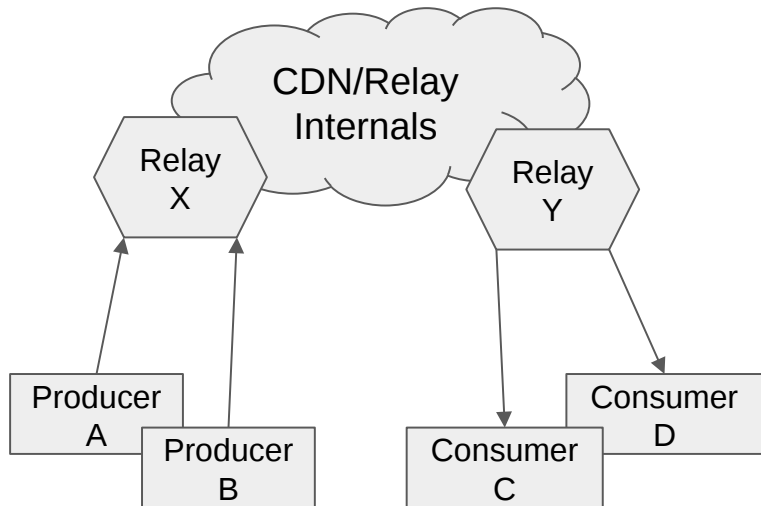 CDN/Relay
Internals
Relay
X
Relay
Y
Producer
A
Producer
B
Consumer
C
Consumer
D